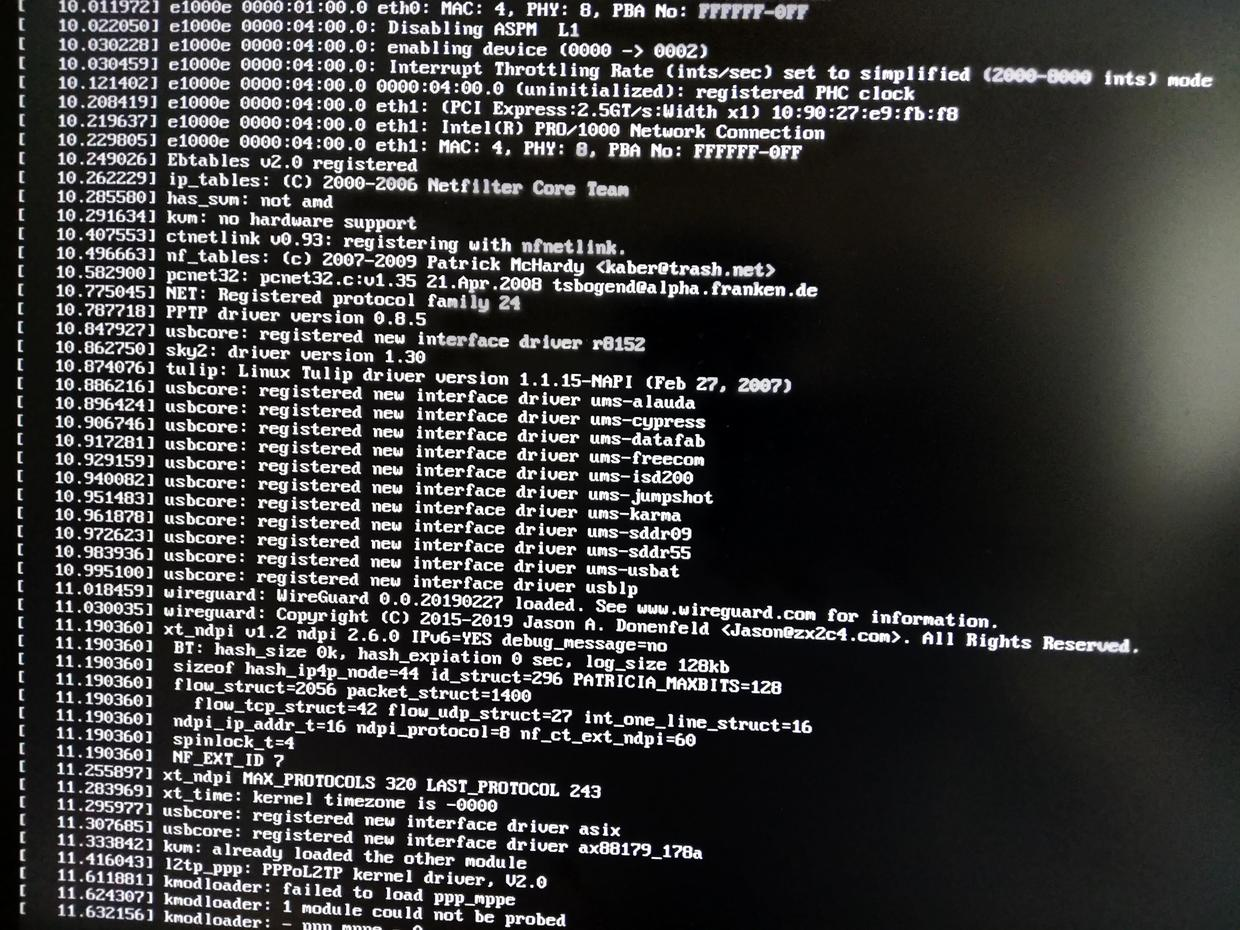 [   10.011972] e1000e 0000:01:00.0 eth0: MAC: 4, PHY: 8, PBA No: FFFFFF-0FF
[   10.022050] e1000e 0000:04:00.0: Disabling ASPM  L1
[   10.030228] e1000e 0000:04:00.0: enabling device (0000 -> 0002)
[   10.030459] e1000e 0000:04:00.0: Interrupt Throttling Rate (ints/sec) set to simplified (2000-8000 ints) mode
[   10.121402] e1000e 0000:04:00.0 0000:04:00.0 (uninitialized): registered PHC clock
[   10.208419] e1000e 0000:04:00.0 eth1: (PCI Express:2.5GT/s:Width x1) 10:90:27:e9:fb:f8
[   10.219637] e1000e 0000:04:00.0 eth1: Intel(R) PRO/1000 Network Connection
[   10.229805] e1000e 0000:04:00.0 eth1: MAC: 4, PHY: 8, PBA No: FFFFFF-0FF
[   10.249026] Ebtables v2.0 registered
[   10.262229] ip_tables: (C) 2000-2006 Netfilter Core Team
[   10.285580] has_svm: not amd
[   10.291634] kvm: no hardware support
[   10.407553] ctnetlink v0.93: registering with nfnetlink.
[   10.496663] nf_tables: (c) 2007-2009 Patrick McHardy <kaber@trash.net>
[   10.582900] pcnet32: pcnet32.c:v1.35 21.Apr.2008 tsbogend@alpha.franken.de
[   10.775045] NET: Registered protocol family 24
[   10.787718] PPTP driver version 0.8.5
[   10.847927] usbcore: registered new interface driver r8152
[   10.862750] sky2: driver version 1.30
[   10.874076] tulip: Linux Tulip driver version 1.1.15-NAPI (Feb 27, 2007)
[   10.886216] usbcore: registered new interface driver ums-alauda
[   10.896424] usbcore: registered new interface driver ums-cypress
[   10.906746] usbcore: registered new interface driver ums-datafab
[   10.917281] usbcore: registered new interface driver ums-freecom
[   10.929159] usbcore: registered new interface driver ums-isd200
[   10.940082] usbcore: registered new interface driver ums-jumpshot
[   10.951483] usbcore: registered new interface driver ums-karma
[   10.961878] usbcore: registered new interface driver ums-sddr09
[   10.972623] usbcore: registered new interface driver ums-sddr55
[   10.983936] usbcore: registered new interface driver ums-usbat
[   10.995100] usbcore: registered new interface driver usblp
[   11.018459] wireguard: WireGuard 0.0.20190227 loaded. See www.wireguard.com for information.
[   11.030035] wireguard: Copyright (C) 2015-2019 Jason A. Donenfeld <Jason@zx2c4.com>. All Rights Reserved.
[   11.190360] xt_ndpi v1.2 ndpi 2.6.0 IPv6=YES debug_message=no
[   11.190360]  BT: hash_size 0k, hash_expiation 0 sec, log_size 128kb
[   11.190360]  sizeof hash_ip4p_node=44 id_struct=296 PATRICIA_MAXBITS=128
[   11.190360]  flow_struct=2056 packet_struct=1400
[   11.190360]    flow_tcp_struct=42 flow_udp_struct=27 int_one_line_struct=16
[   11.190360]  ndpi_ip_addr_t=16 ndpi_protocol=8 nf_ct_ext_ndpi=60
[   11.190360]  spinlock_t=4
[   11.190360]  NF_EXT_ID 7
[   11.255897] xt_ndpi MAX_PROTOCOLS 320 LAST_PROTOCOL 243
[   11.283969] xt_time: kernel timezone is -0000
[   11.295977] usbcore: registered new interface driver asix
[   11.307685] usbcore: registered new interface driver ax88179_178a
[   11.333842] kvm: already loaded the other module
[   11.416043] l2tp_ppp: PPPoL2TP kernel driver, V2.0
[   11.611881] kmodloader: failed to load ppp_mppe
[   11.624307] kmodloader: 1 module could not be probed
[   11.632156] kmodloader: - ppp_mppe - 0